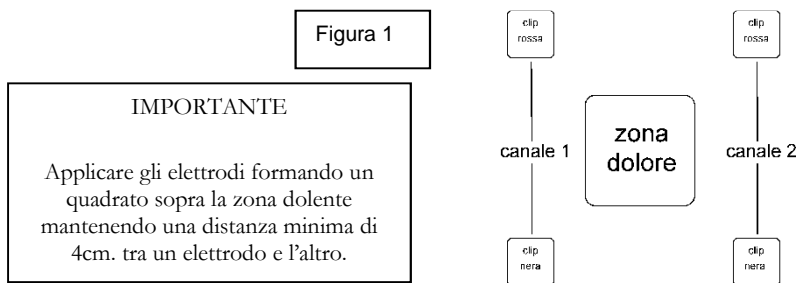 Figura 1
IMPORTANTE
Applicare gli elettrodi formando un
quadrato sopra la zona dolente
mantenendo una distanza minima di
4cm. tra un elettrodo e l'altro.
clip
rossa
clip
rossa
canale 1
zona
dolore
canale 2
clip
nera
clip
nera